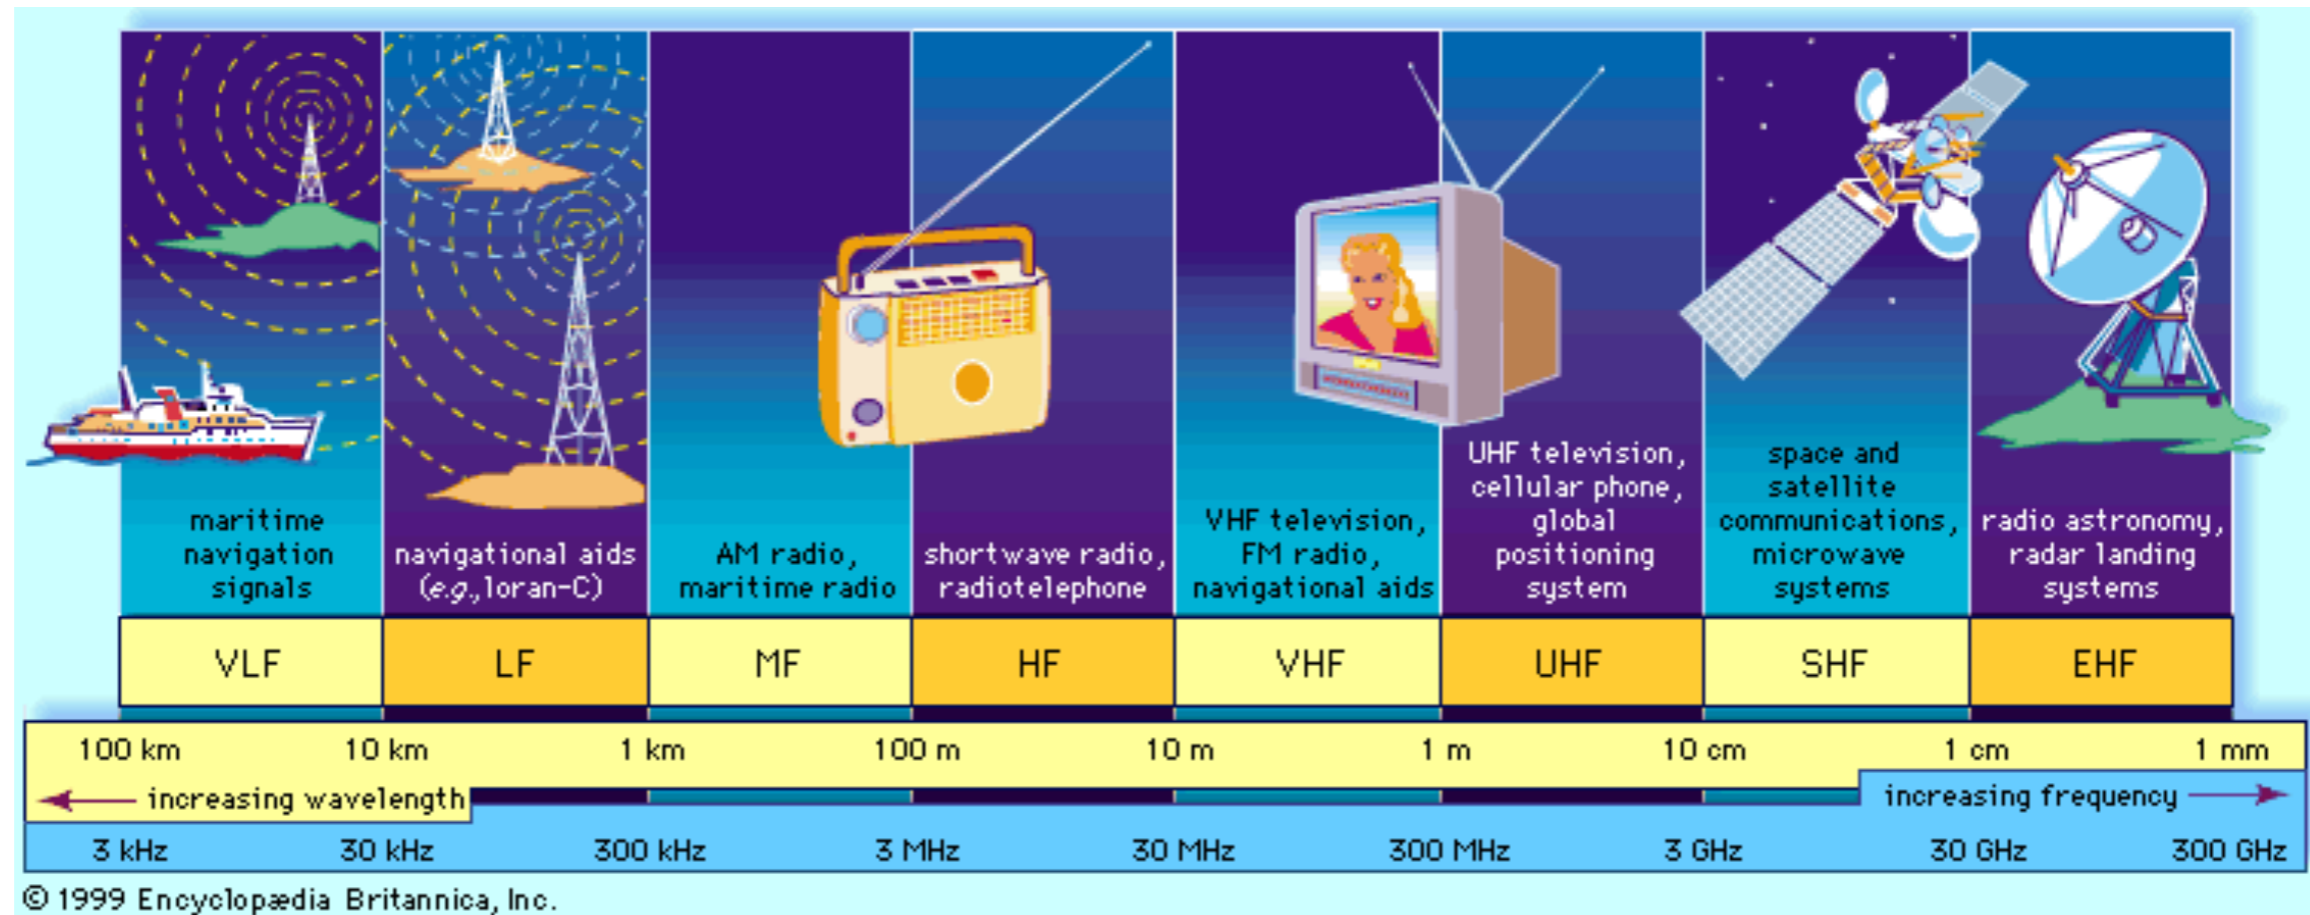 maritime
navigation
signals
navigational aids
(e.g., loran-C)
AM radio,
maritime radio
shortwave radio,
radiotelephone
VHF television,
FM radio,
navigational aids
UHF television,
cellular phone,
global
positioning
system
space and
satellite
communications,
microwave
systems
radio astronomy,
radar landing
systems
VLF LF MF HF VHF UHF SHF EHF
100 km 10 km 1 km 100 m 10 m 1 m 10 cm 1 cm 1 mm
increasing wavelength increasing frequency
3 kHz 30 kHz 300 kHz 3 MHz 30 MHz 300 MHz 3 GHz 30 GHz 300 GHz
© 1999 Encyclopædia Britannica, Inc.